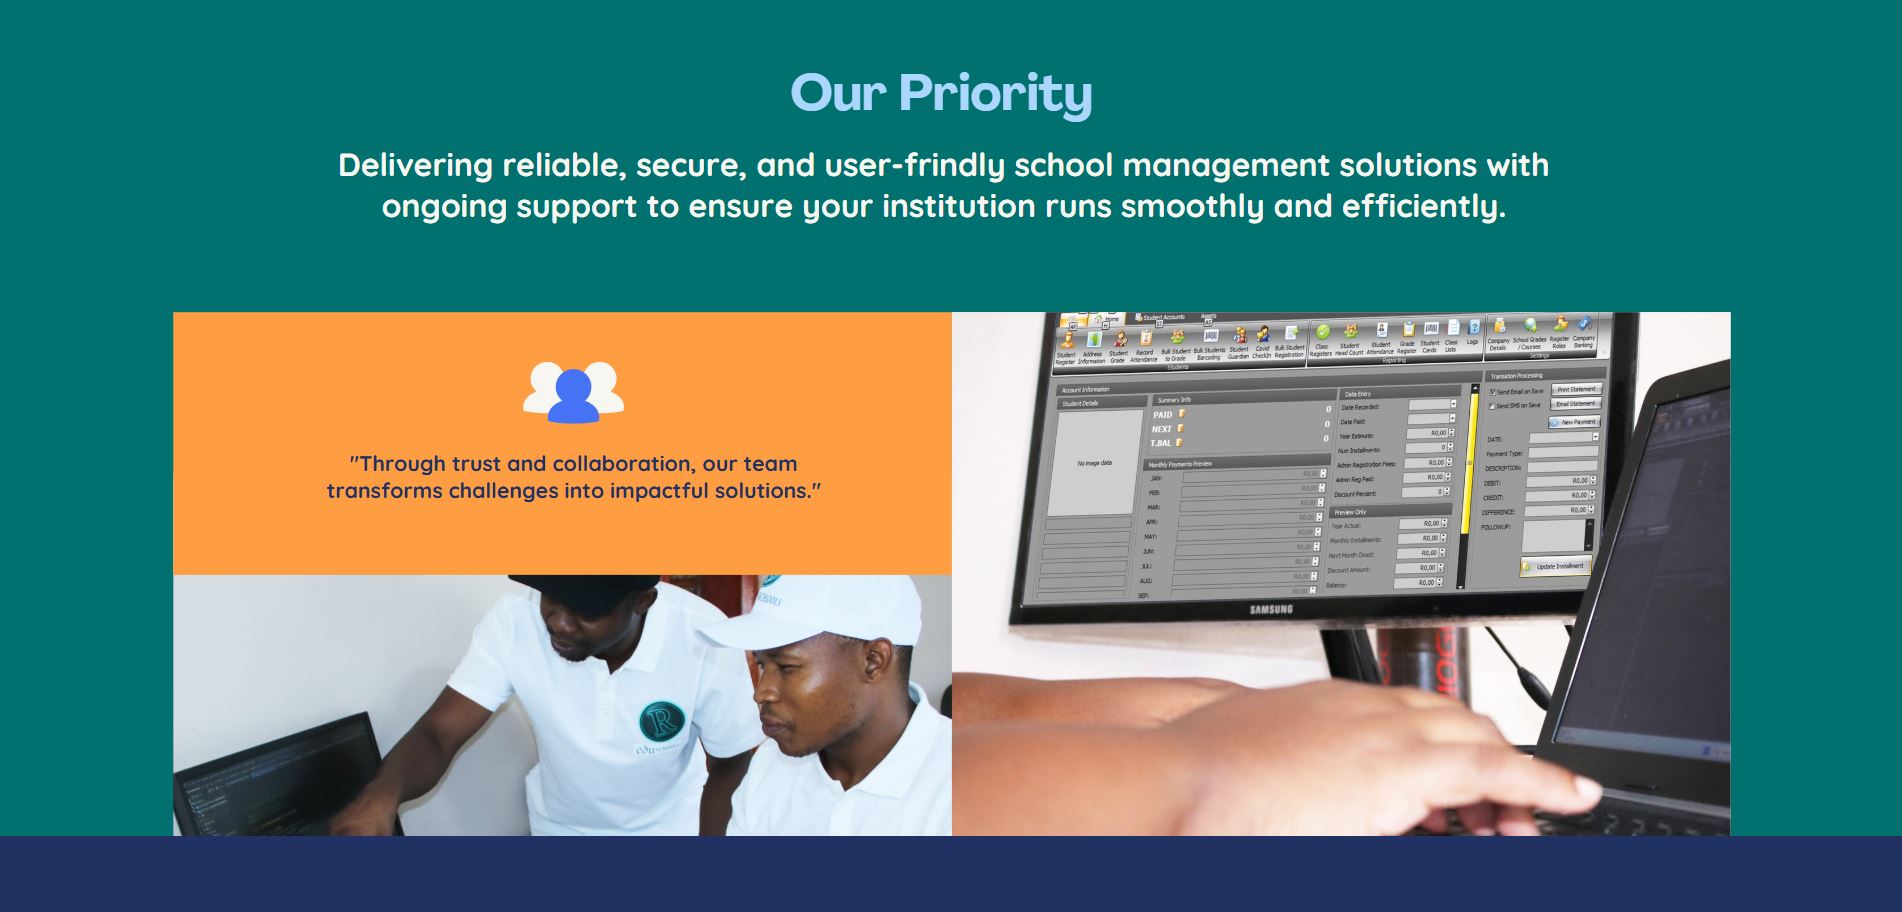 Our Priority
Delivering reliable, secure, and user-frindly school management solutions with
ongoing support to ensure your institution runs smoothly and efficiently.
"Through trust and collaboration, our team
transforms challenges into impactful solutions."
SCHOOLS
R
edu
Home
Student Accounts
Assets
Student Register
Address Information
Student Grade
Record Attendance
Bulk Student to Grade
Bulk Students Barcoding
Student Guardian
Covid CheckIn
Bulk Student Registration
Class Registers
Student Head Count
Student Attendance
Grade Register
Student Cards
Class Lists
Logs
Company Details
School Grades / Courses
Register Roles
Company Banking
Students
Reporting
Settings
Account Information
Student Details
No image data
Summary Info
PAID 0
NEXT 0
T.BAL 0
Monthly Payments Preview
JAN: R0,00
FEB: R0,00
MAR: R0,00
APR: R0,00
MAY: R0,00
JUN: R0,00
JUL: R0,00
AUG: R0,00
SEP: R0,00
Data Entry
Date Recorded:
Date Paid:
Year Estimate: R0,00
Num Installments: 0
Admin Registration Fees: R0,00
Admin Reg Paid: R0,00
Discount Percent: 0
Preview Only
Year Actual: R0,00
Monthly Installments: R0,00
Next Month Owed: R0,00
Discount Amount: R0,00
Balance: R0,00
Transation Processing
Send Email on Save
Print Statement
Send SMS on Save
Email Statement
New Payment
DATE:
Payment Type:
DESCRIPTION:
DEBIT: R0,00
CREDIT: R0,00
DIFFERENCE: R0,00
FOLLOWUP:
Update Installment
SAMSUNG